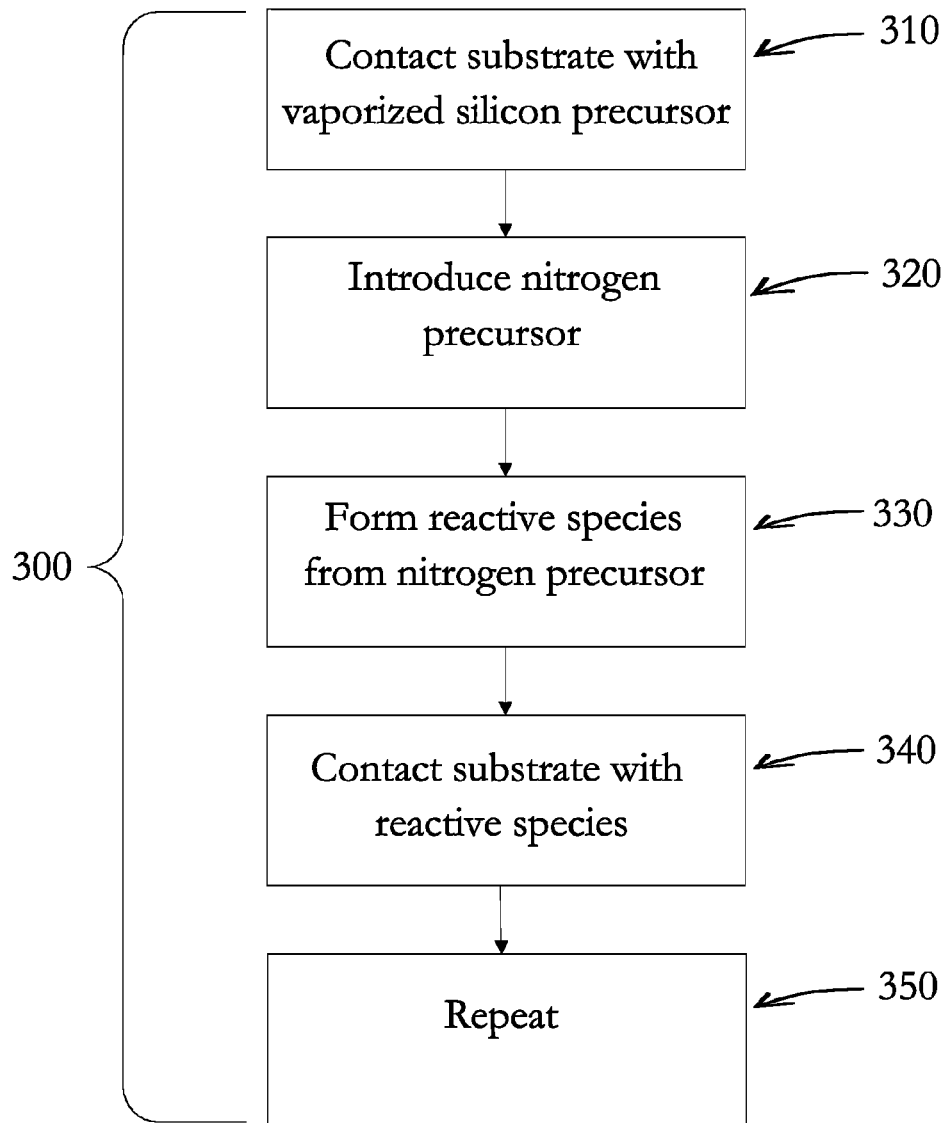 Contact substrate with
vaporized silicon precursor
310
Introduce nitrogen
precursor
320
Form reactive species
from nitrogen precursor
330
300
Contact substrate with
reactive species
340
Repeat
350